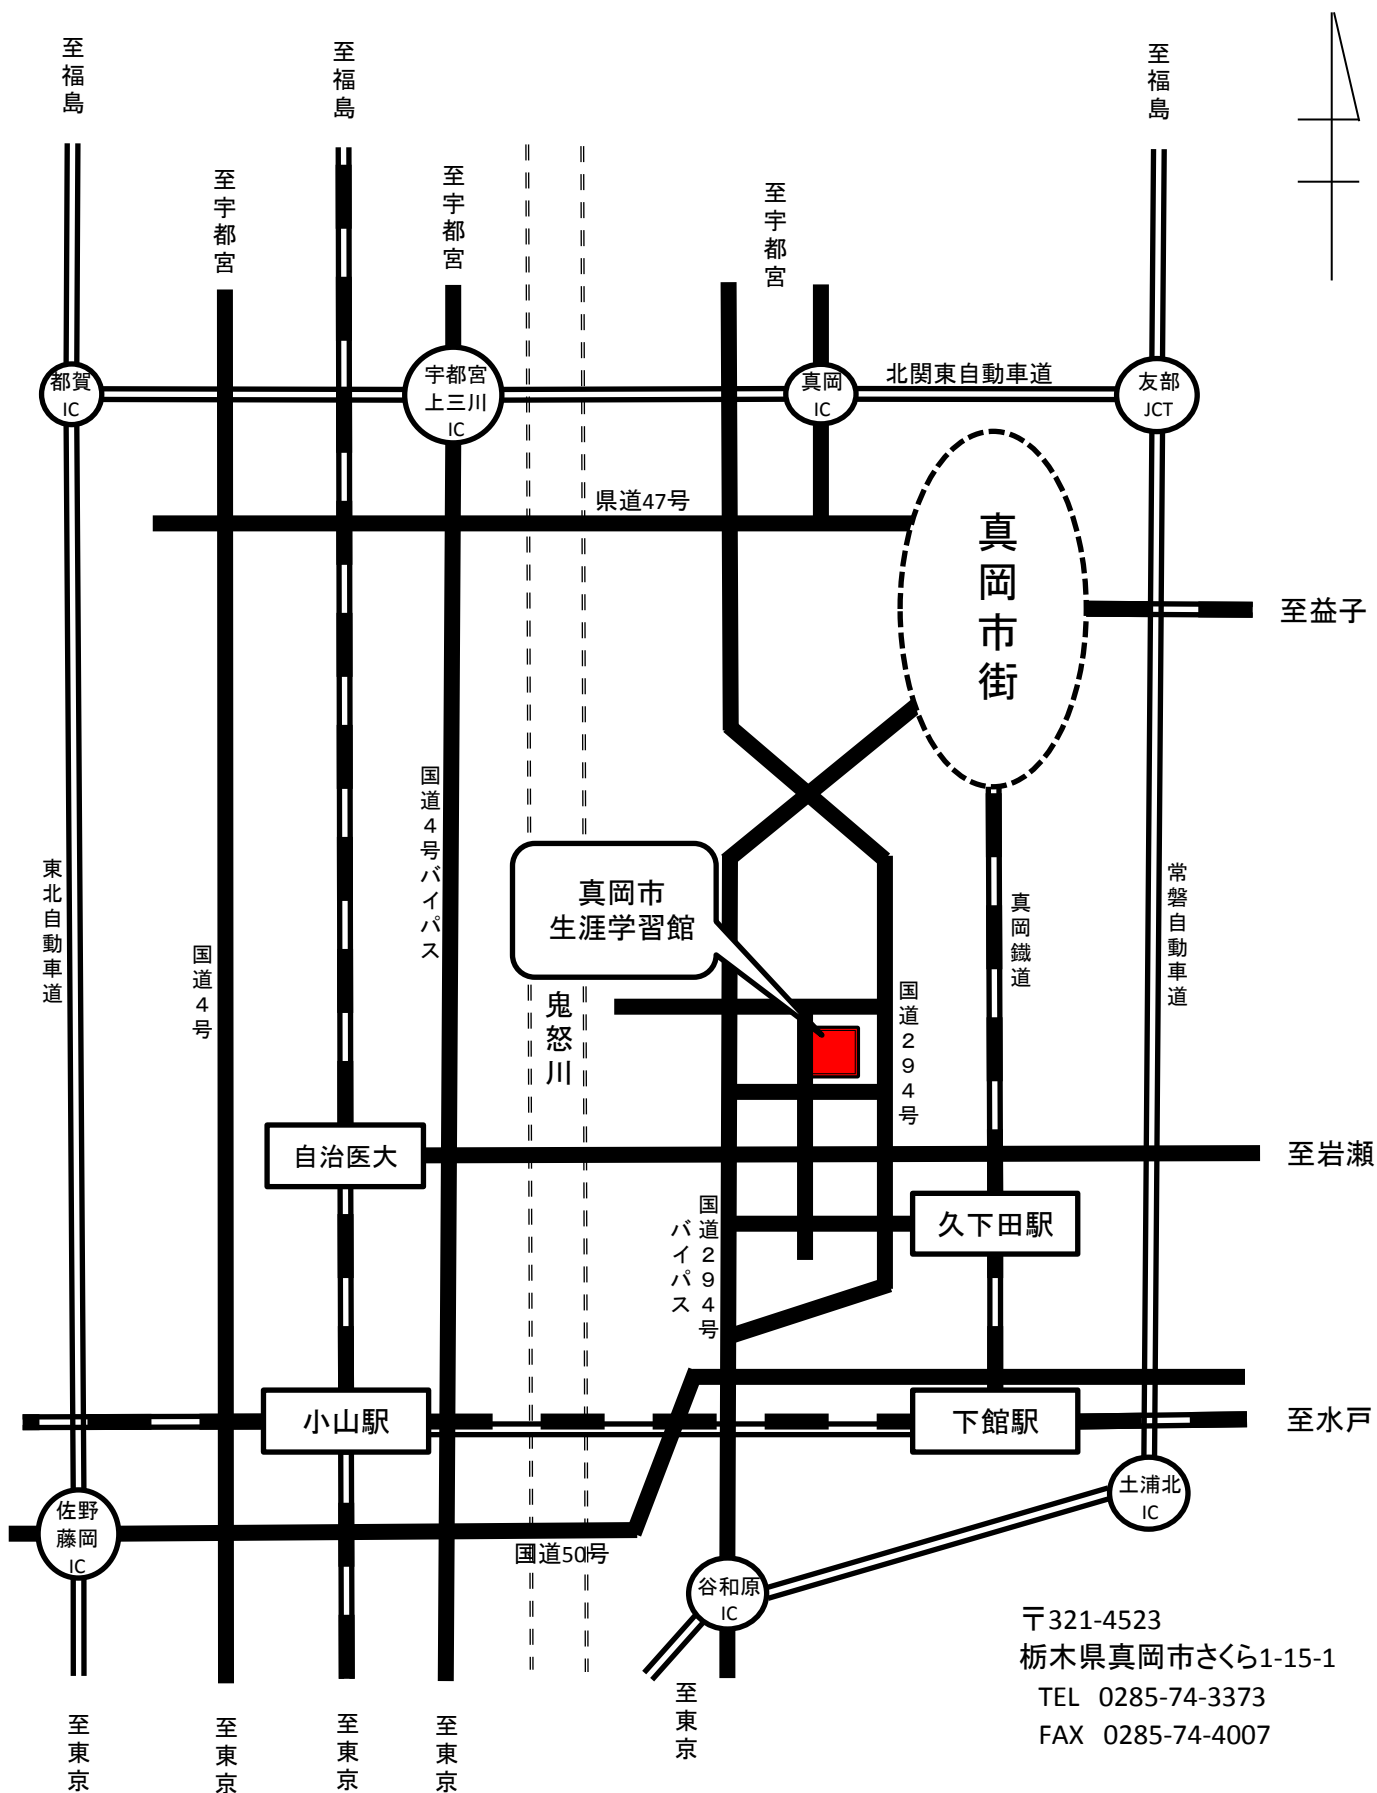 至福島
至福島
至福島
至宇都宮
至宇都宮
至宇都宮
都賀
IC
宇都宮
上三川
IC
真岡
IC
北関東自動車道
友部
JCT
県道47号
真岡市街
至益子
国道4号バイパス
東北自動車道
国道4号
真岡市
生涯学習館
鬼怒川
真岡鐵道
常磐自動車道
国道294号
自治医大
至岩瀬
国道294号
バイパス
久下田駅
小山駅
下館駅
至水戸
佐野
藤岡
IC
国道50号
土浦北
IC
谷和原
IC
〒321-4523
栃木県真岡市さくら1-15-1
TEL 0285-74-3373
FAX 0285-74-4007
至東京
至東京
至東京
至東京
至東京